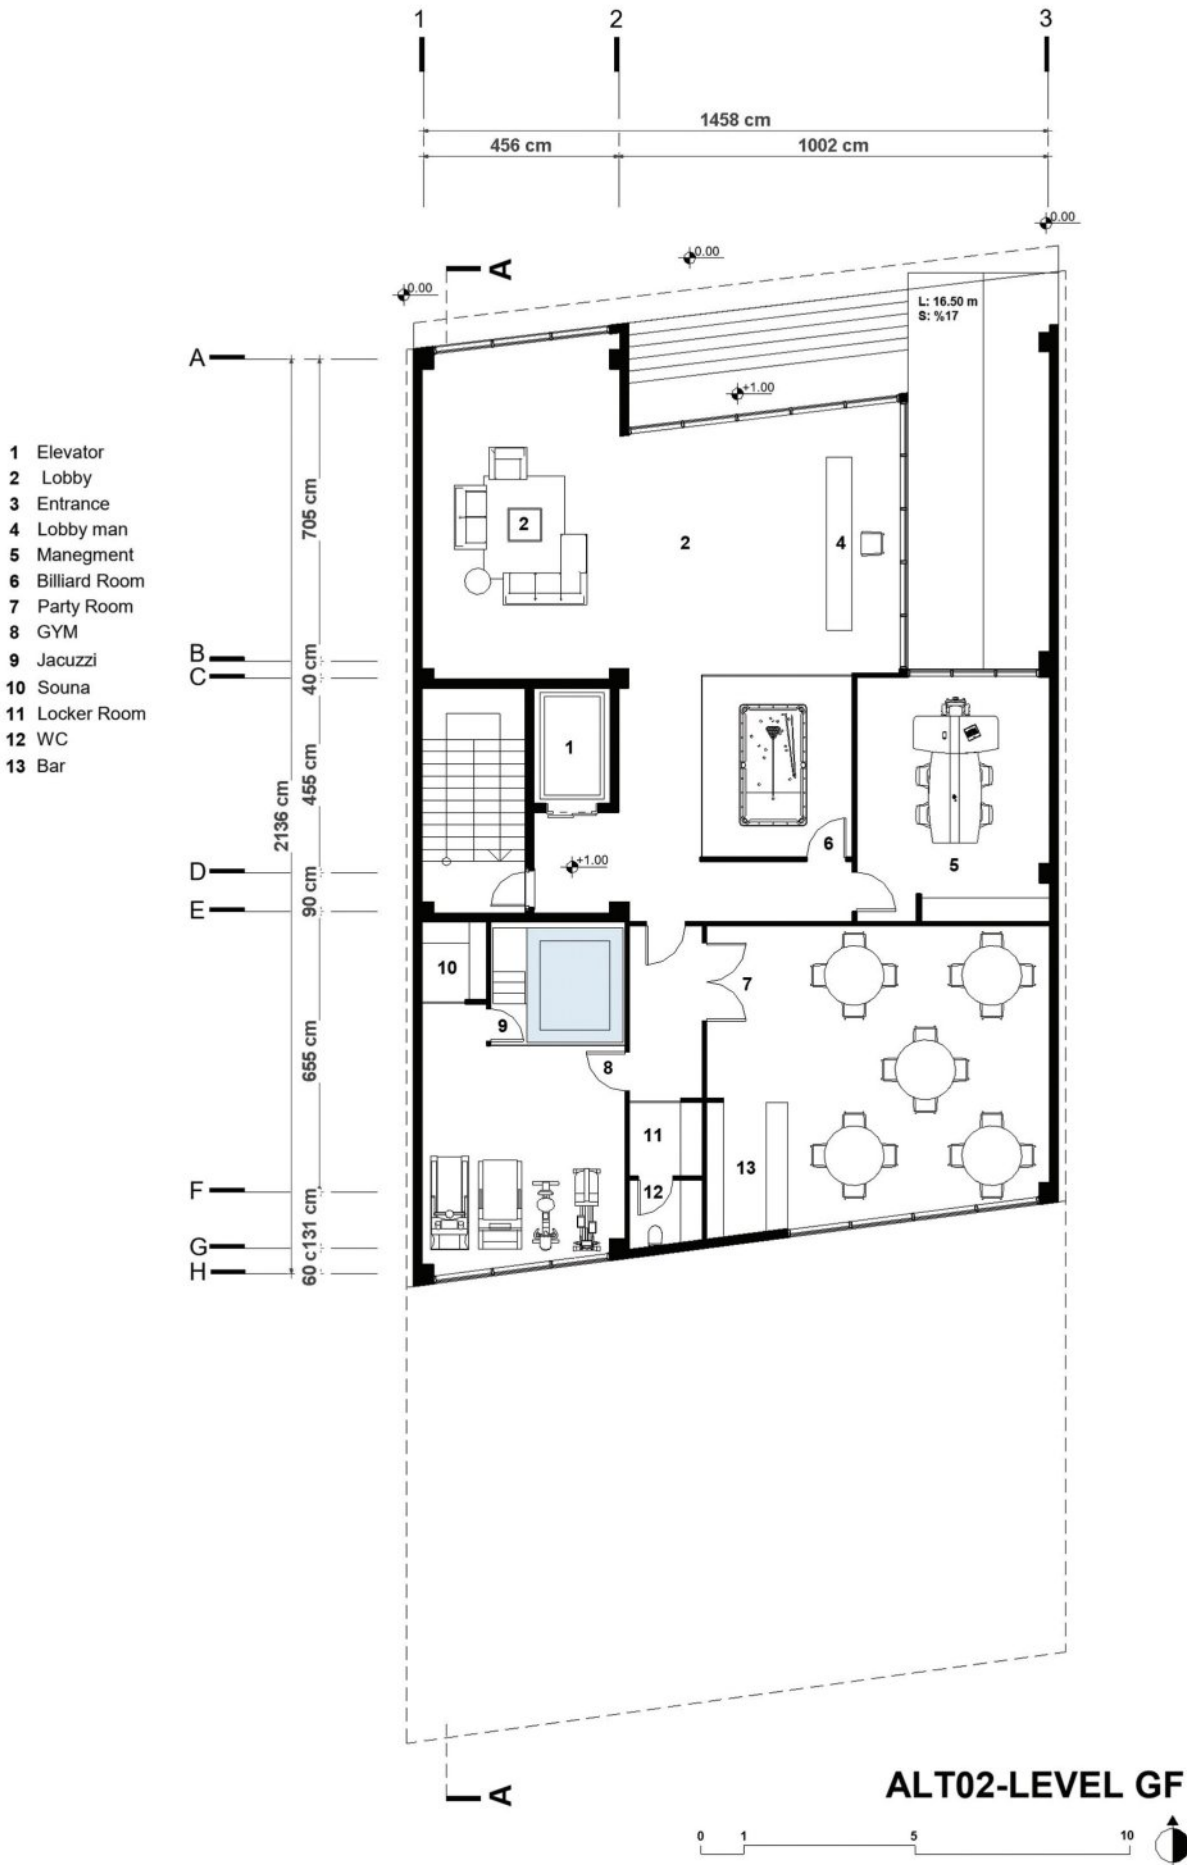 1 2 3
1458 cm
456 cm 1002 cm
0.00
0.00
0.00
A
L: 16.50 m
S: %17
A
+1.00
1 Elevator
2 Lobby
3 Entrance
4 Lobby man
5 Manegment
6 Billiard Room
7 Party Room
8 GYM
9 Jacuzzi
10 Souna
11 Locker Room
12 WC
13 Bar
705 cm
2
2
4
B
C
40 cm
1
455 cm
2136 cm
6
5
+1.00
D
90 cm
E
10
7
9
8
655 cm
11
13
12
F
131 cm
G
60 c
H
A
ALT02-LEVEL GF
0 1 5 10